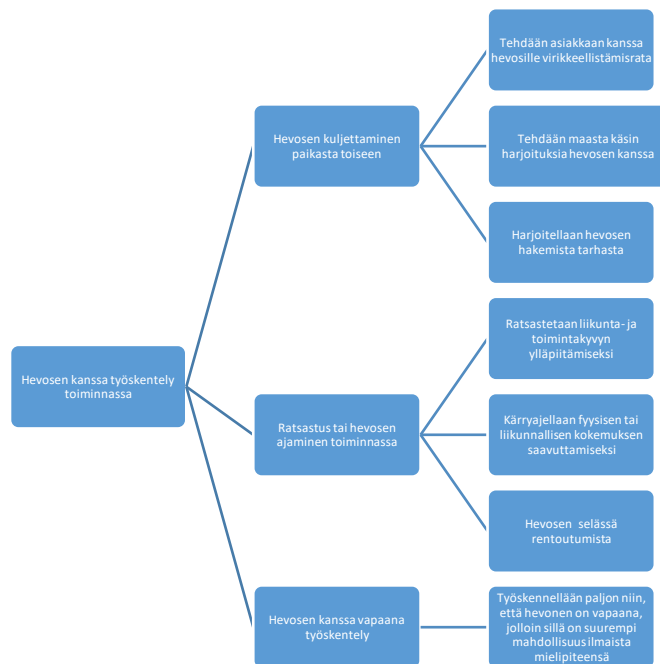 Hevosen kanssa työskentely
toiminnassa
Hevosen kuljettaminen
paikasta toiseen
Tehdään asiakkaan kanssa
hevosille virikkeellistämisrata
Tehdään maasta käsin
harjoituksia hevosen kanssa
Harjoitellaan hevosen
hakemista tarhasta
Ratsastus tai hevosen
ajaminen toiminnassa
Ratsastetaan liikunta- ja
toimintakyvyn
ylläpitämiseksi
Kärryajellaan fyysisen tai
liikunnallisen kokemuksen
saavuttamiseksi
Hevosen selässä
rentoutumista
Hevosen kanssa vapaana
työskentely
Työskennellään paljon niin,
että hevonen on vapaana,
jolloin sillä on suurempi
mahdollisuus ilmaista
mielipiteensä